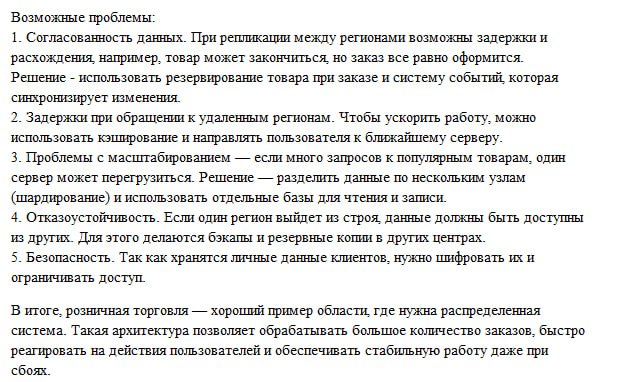 Возможные проблемы:
1. Согласованность данных. При репликации между регионами возможны задержки и
расхождения, например, товар может закончиться, но заказ все равно оформится.
Решение - использовать резервирование товара при заказе и систему событий, которая
синхронизирует изменения.
2. Задержки при обращении к удаленным регионам. Чтобы ускорить работу, можно
использовать кэширование и направлять пользователя к ближайшему серверу.
3. Проблемы с масштабированием — если много запросов к популярным товарам, один
сервер может перегрузиться. Решение — разделить данные по нескольким узлам
(шардирование) и использовать отдельные базы для чтения и записи.
4. Отказоустойчивость. Если один регион выйдет из строя, данные должны быть доступны
из других. Для этого делаются бэкапы и резервные копии в других центрах.
5. Безопасность. Так как хранятся личные данные клиентов, нужно шифровать их и
ограничивать доступ.
В итоге, розничная торговля — хороший пример области, где нужна распределенная
система. Такая архитектура позволяет обрабатывать большое количество заказов, быстро
реагировать на действия пользователей и обеспечивать стабильную работу даже при
сбоях.